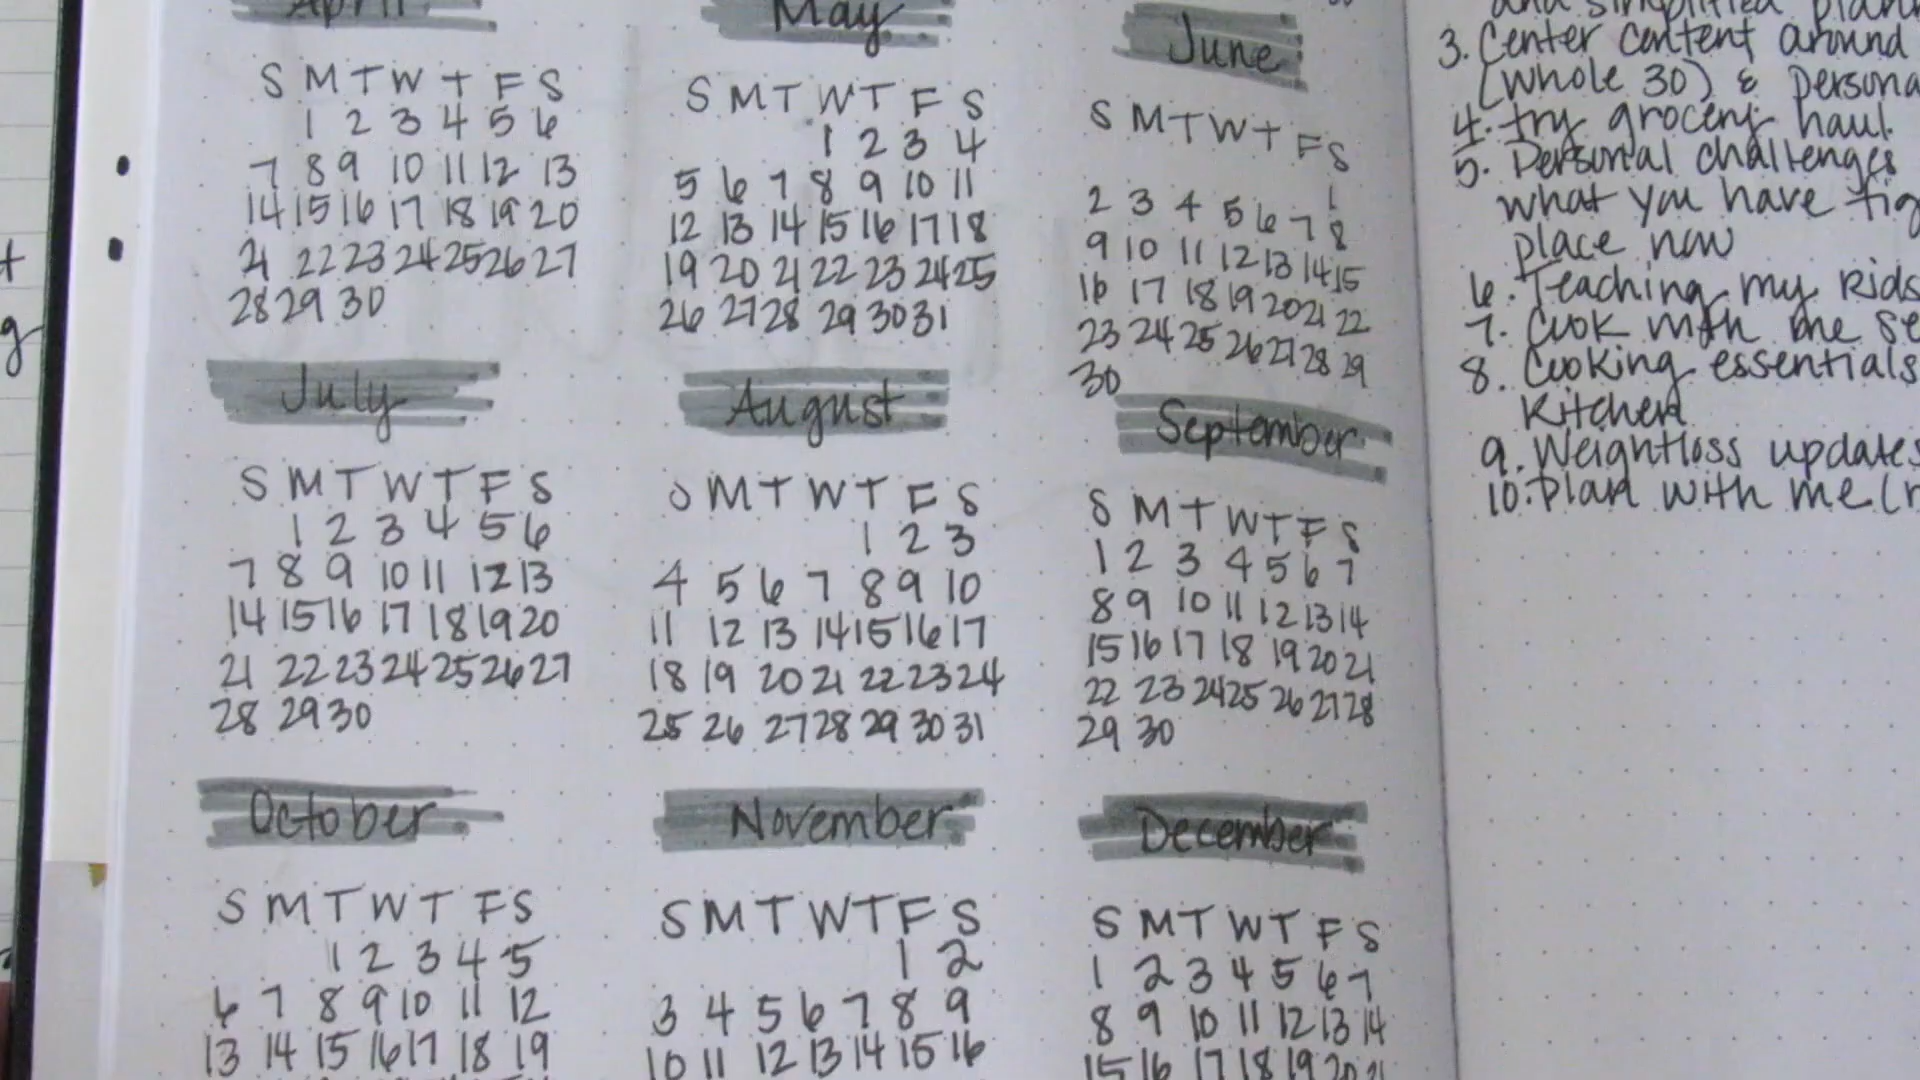 April
S M T W T F S
1 2 3 4 5 6
7 8 9 10 11 12 13
14 15 16 17 18 19 20
21 22 23 24 25 26 27
28 29 30
May
S M T W T F S
1 2 3 4
5 6 7 8 9 10 11
12 13 14 15 16 17 18
19 20 21 22 23 24 25
26 27 28 29 30 31
June
S M T W T F S
1
2 3 4 5 6 7 8
9 10 11 12 13 14 15
16 17 18 19 20 21 22
23 24 25 26 27 28 29
30
July
S M T W T F S
1 2 3 4 5 6
7 8 9 10 11 12 13
14 15 16 17 18 19 20
21 22 23 24 25 26 27
28 29 30
August
S M T W T F S
1 2 3
4 5 6 7 8 9 10
11 12 13 14 15 16 17
18 19 20 21 22 23 24
25 26 27 28 29 30 31
September
S M T W T F S
1 2 3 4 5 6 7
8 9 10 11 12 13 14
15 16 17 18 19 20 21
22 23 24 25 26 27 28
29 30
October
S M T W T F S
1 2 3 4 5
6 7 8 9 10 11 12
13 14 15 16 17 18 19
November
S M T W T F S
1 2
3 4 5 6 7 8 9
10 11 12 13 14 15 16
December
S M T W T F S
1 2 3 4 5 6 7
8 9 10 11 12 13 14
15 16 17 18 19 20 21
and simplified
3. Center content around
(whole 30) & persona
4. try grocery haul
5. Personal challenges
what you have
place now
6. Teaching my kids
7. Cook with me
8. Cooking essentials
kitchen
9. Weightloss updates
10. Plan with me (